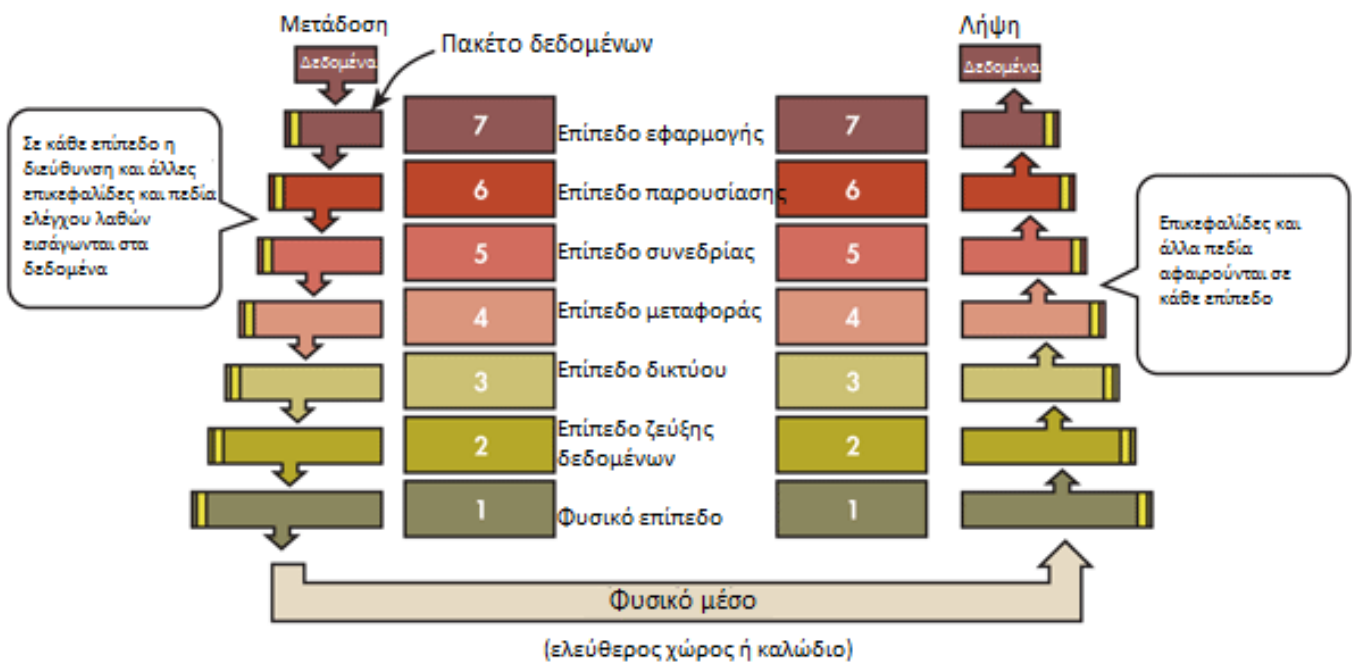 Μετάδοση
Λήψη
Πακέτο δεδομένων
Δεδομένα
Δεδομένα
Σε κάθε επίπεδο η
διεύθυνση και άλλες
επικεφαλίδες και πεδία
ελέγχου λαθών
εισάγωνται στα
δεδομένα
7
Επίπεδο εφαρμογής
7
6
Επίπεδο παρουσίασης
6
5
Επίπεδο συνεδρίας
5
4
Επίπεδο μεταφοράς
4
3
Επίπεδο δικτύου
3
2
Επίπεδο ζεύξης
δεδομένων
2
1
Φυσικό επίπεδο
1
Επικεφαλίδες και
άλλα πεδία
αφαιρούνται σε
κάθε επίπεδο
Φυσικό μέσο
(ελεύθερος χώρος ή καλώδιο)